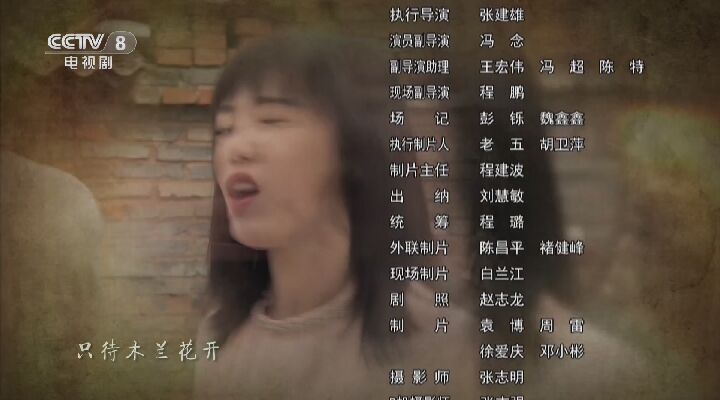 CCTV 8
电视剧
执行导演 张建雄
演员副导演 冯念
副导演助理 王宏伟 冯超 陈特
现场副导演 程鹏
场记 彭铄 魏鑫鑫
执行制片人 老五 胡卫萍
制片主任 程建波
出纳 刘慧敏
统筹 程璐
外联制片 陈昌平 褚健峰
现场制片 白兰江
剧照 赵志龙
制片 袁博 周雷
徐爱庆 邓小彬
摄影师 张志明
只待木兰花开